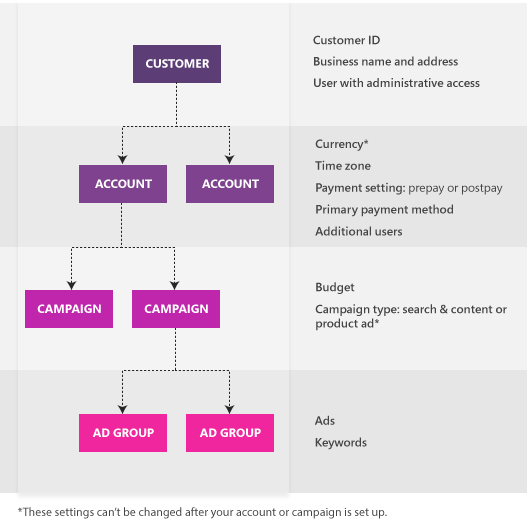 CUSTOMER
Customer ID
Business name and address
User with administrative access
ACCOUNT
ACCOUNT
Currency*
Time zone
Payment setting: prepay or postpay
Primary payment method
Additional users
CAMPAIGN
CAMPAIGN
Budget
Campaign type: search & content or
product ad*
AD GROUP
AD GROUP
Ads
Keywords
*These settings can't be changed after your account or campaign is set up.